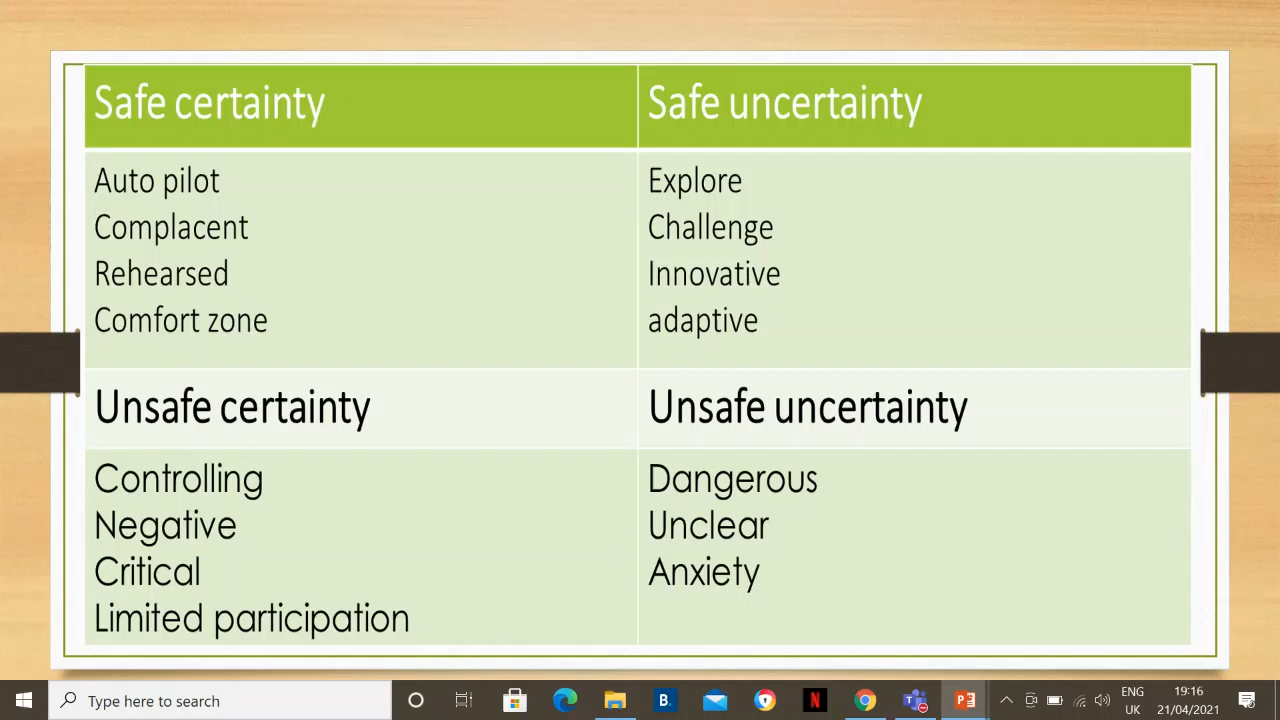 Safe certainty
Safe uncertainty
Auto pilot
Complacent
Rehearsed
Comfort zone
Explore
Challenge
Innovative
adaptive
Unsafe certainty
Unsafe uncertainty
Controlling
Negative
Critical
Limited participation
Dangerous
Unclear
Anxiety
Type here to search
B.
N
P
ENG
UK
19:16
21/04/2021